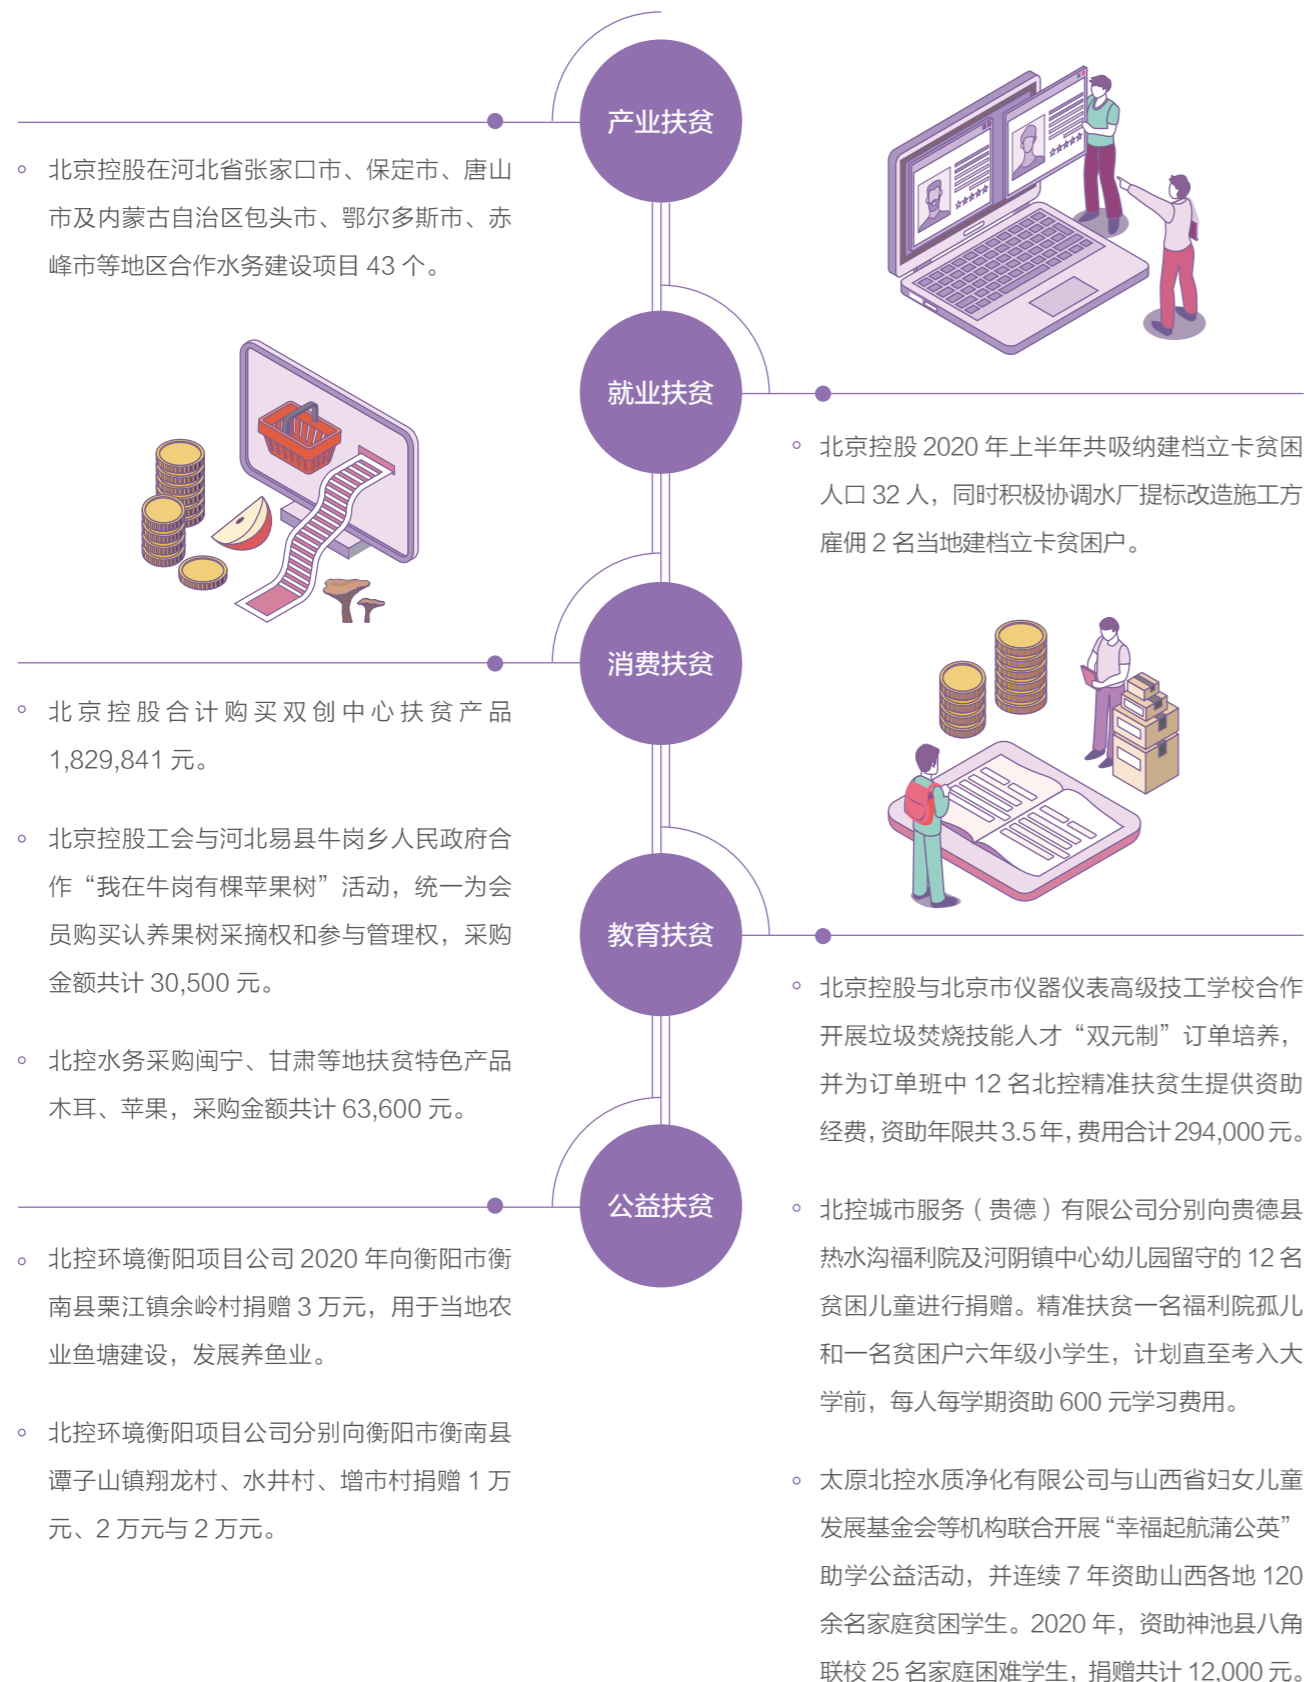 产业扶贫
北京控股在河北省张家口市、保定市、唐山
市及内蒙古自治区包头市、鄂尔多斯市、赤
峰市等地区合作水务建设项目 43 个。
就业扶贫
北京控股 2020 年上半年共吸纳建档立卡贫困
人口 32 人，同时积极协调水厂提标改造施工方
雇佣 2 名当地建档立卡贫困户。
消费扶贫
北京控股合计购买双创中心扶贫产品
1,829,841 元。
北京控股工会与河北易县牛岗乡人民政府合
作“我在牛岗有棵苹果树”活动，统一为会
员购买认养果树采摘权和参与管理权，采购
金额共计 30,500 元。
北控水务采购闽宁、甘肃等地扶贫特色产品
木耳、苹果，采购金额共计 63,600 元。
教育扶贫
北京控股与北京市仪器仪表高级技工学校合作
开展垃圾焚烧技能人才“双元制”订单培养，
并为订单班中 12 名北控精准扶贫生提供资助
经费，资助年限共 3.5 年，费用合计 294,000 元。
北控城市服务（贵德）有限公司分别向贵德县
热水沟福利院及河阴镇中心幼儿园留守的 12 名
贫困儿童进行捐赠。精准扶贫一名福利院孤儿
和一名贫困户六年级小学生，计划直至考入大
学前，每人每学期资助 600 元学习费用。
太原北控水质净化有限公司与山西省妇女儿童
发展基金会等机构联合开展“幸福起航蒲公英”
助学公益活动，并连续 7 年资助山西各地 120
余名家庭贫困学生。2020 年，资助神池县八角
联校 25 名家庭困难学生，捐赠共计 12,000 元。
公益扶贫
北控环境衡阳项目公司 2020 年向衡阳市衡
南县栗江镇余岭村捐赠 3 万元，用于当地农
业鱼塘建设，发展养鱼业。
北控环境衡阳项目公司分别向衡阳市衡南县
谭子山镇翔龙村、水井村、增市村捐赠 1 万
元、2 万元与 2 万元。